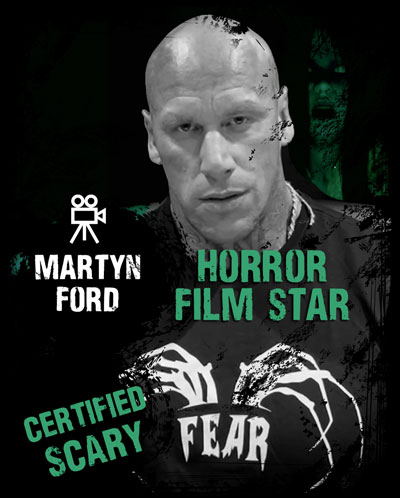 MARTYN
FORD
HORROR
FILM STAR
CERTIFIED
SCARY
FEAR